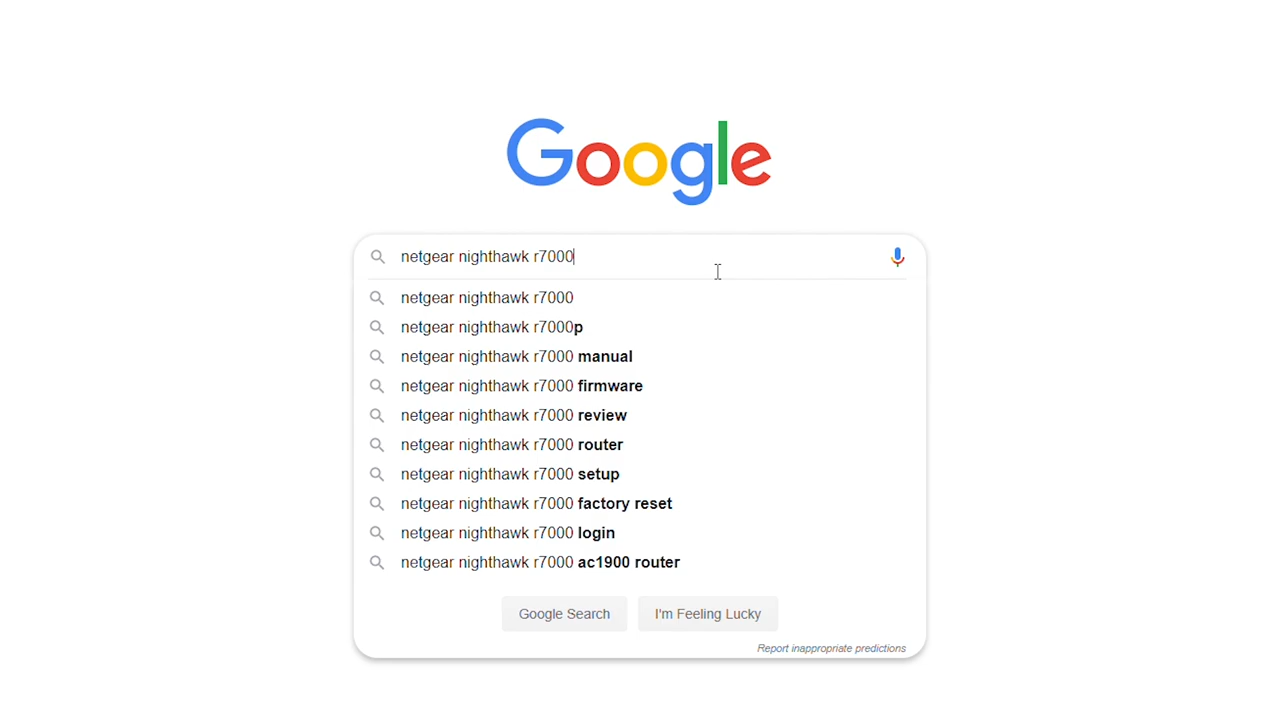 Google
netgear nighthawk r7000
netgear nighthawk r7000
netgear nighthawk r7000p
netgear nighthawk r7000 manual
netgear nighthawk r7000 firmware
netgear nighthawk r7000 review
netgear nighthawk r7000 router
netgear nighthawk r7000 setup
netgear nighthawk r7000 factory reset
netgear nighthawk r7000 login
netgear nighthawk r7000 ac1900 router
Google Search I'm Feeling Lucky
Report inappropriate predictions